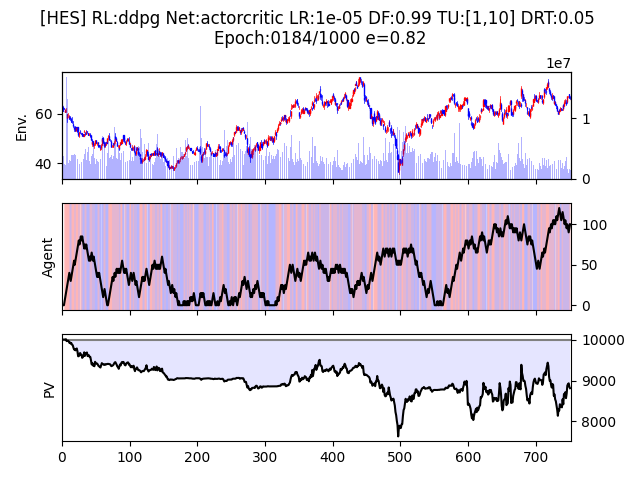 [HES] RL:ddpg Net:actorcritic LR:1e-05 DF:0.99 TU:[1,10] DRT:0.05
Epoch:0184/1000 e=0.82
1e7
Env.
60
40
1
0
Agent
100
50
0
PV
10000
9000
8000
0 100 200 300 400 500 600 700